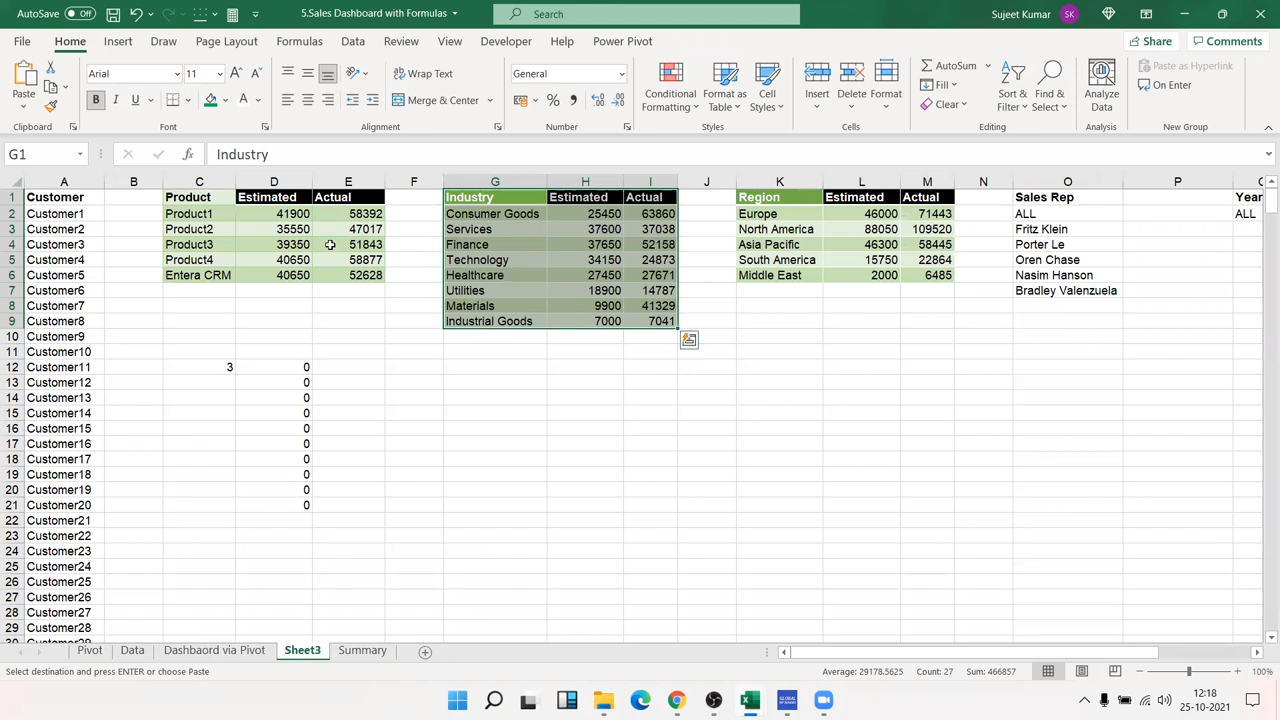 AutoSave Off 5.Sales Dashboard with Formulas Search Sujeet Kumar SK
File Home Insert Draw Page Layout Formulas Data Review View Developer Help Power Pivot Share Comments
Arial 11 Wrap Text General AutoSum Paste as Hyperlink
Paste B I U Merge & Center Conditional Formatting Format as Table Cell Styles Insert Delete Format Fill Clear Sort & Filter Find & Select Analyze Data On Enter
Clipboard Font Alignment Number Styles Cells Editing Analysis New Group
G1 fx Industry
A B C D E F G H I J K L M N O P
1 Customer Product Estimated Actual Industry Estimated Actual Region Estimated Actual Sales Rep Year
2 Customer1 Product1 41900 58392 Consumer Goods 25450 63860 Europe 46000 71443 ALL ALL
3 Customer2 Product2 35550 47017 Services 37600 37038 North America 88050 109520 Fritz Klein
4 Customer3 Product3 39350 51843 Finance 37650 52158 Asia Pacific 46300 58445 Porter Le
5 Customer4 Product4 40650 58877 Technology 34150 24873 South America 15750 22864 Oren Chase
6 Customer5 Entera CRM 40650 52628 Healthcare 27450 27671 Middle East 2000 6485 Nasim Hanson
7 Customer6 Utilities 18900 14787 Bradley Valenzuela
8 Customer7 Materials 9900 41329
9 Customer8 Industrial Goods 7000 7041
10 Customer9
11 Customer10
12 Customer11 3 0
13 Customer12 0
14 Customer13 0
15 Customer14 0
16 Customer15 0
17 Customer16 0
18 Customer17 0
19 Customer18 0
20 Customer19 0
21 Customer20 0
22 Customer21
23 Customer22
24 Customer23
25 Customer24
26 Customer25
27 Customer26
28 Customer27
29 Customer28
Pivot Data Dashbaord via Pivot Sheet3 Summary
Select destination and press ENTER or choose Paste Average: 29178.5625 Count: 27 Sum: 466857 100%
12:18
25-10-2021